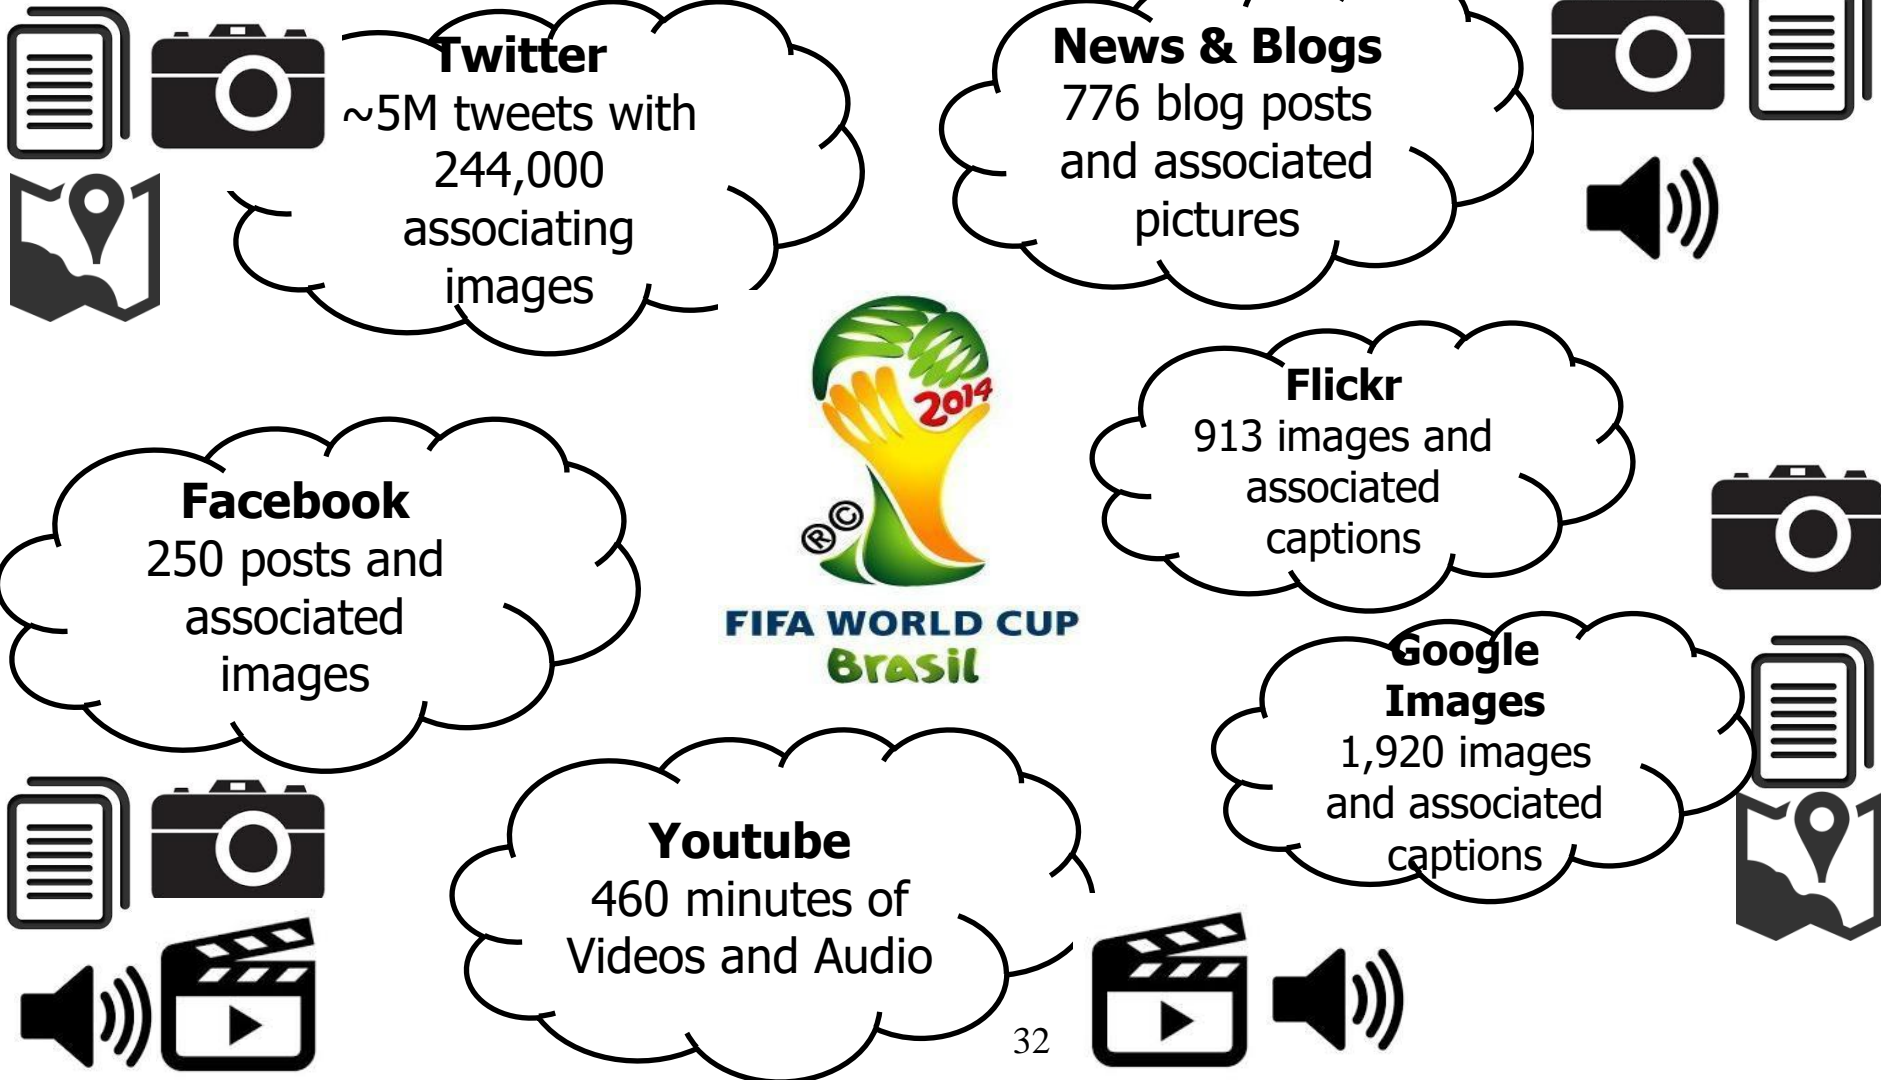 Twitter
~5M tweets with
244,000
associating
images
News & Blogs
776 blog posts
and associated
pictures
Flickr
913 images and
associated
captions
2014
®©
FIFA WORLD CUP
Brasil
Facebook
250 posts and
associated
images
Google
Images
1,920 images
and associated
captions
Youtube
460 minutes of
Videos and Audio
32